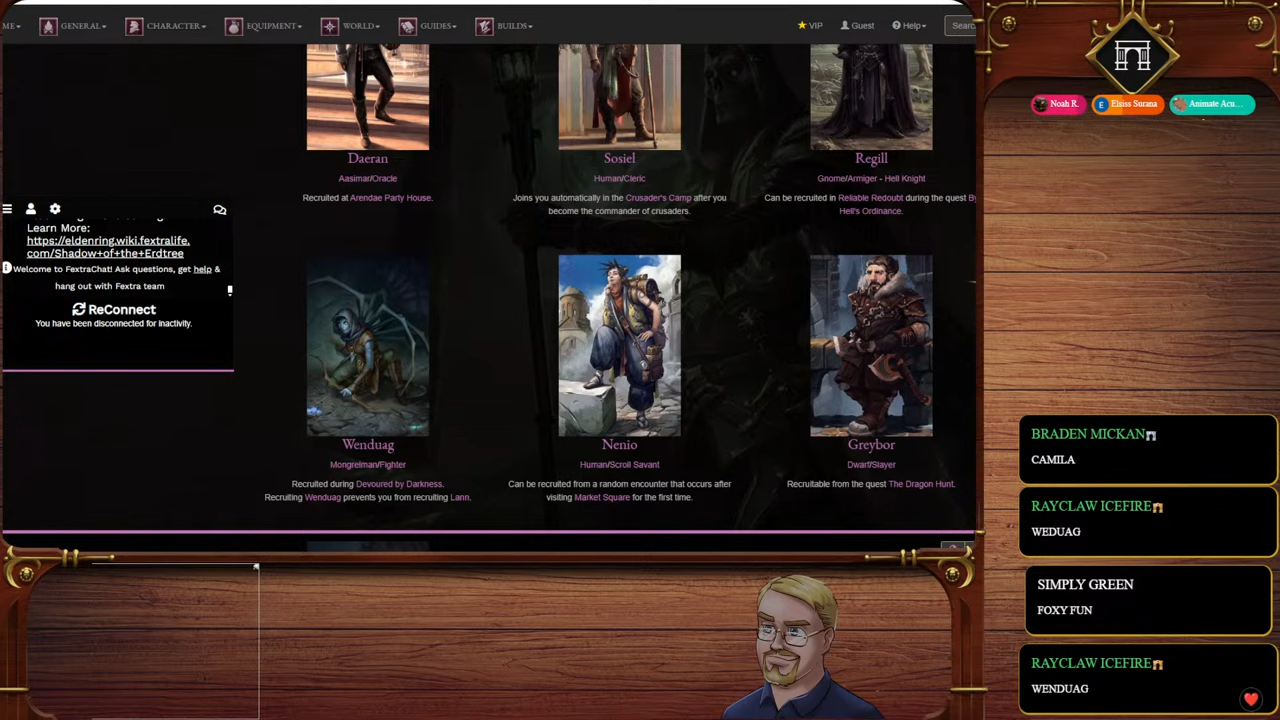 ME
GENERAL
CHARACTER
EQUIPMENT
WORLD
GUIDES
BUILDS
VIP
Guest
Help
Searc
Daeran
Aasimar/Oracle
Recruited at Arendae Party House.
Sosiel
Human/Cleric
Joins you automatically in the Crusader's Camp after you
become the commander of crusaders.
Regill
Gnome/Armiger - Hell Knight
Can be recruited in Reliable Redoubt during the quest By
Hell's Ordinance.
Learn More:
https://eldenring.wiki.fextralife.
com/Shadow+of+the+Erdtree
Welcome to FextraChat! Ask questions, get help &
hang out with Fextra team
ReConnect
You have been disconnected for inactivity.
Wenduag
Mongrelman/Fighter
Recruited during Devoured by Darkness.
Recruiting Wenduag prevents you from recruiting Lann.
Nenio
Human/Scroll Savant
Can be recruited from a random encounter that occurs after
visiting Market Square for the first time.
Greybor
Dwarf/Slayer
Recruitable from the quest The Dragon Hunt.
Noah R.
E
Elsiss Surana
Animate Acu...
BRADEN MICKAN
CAMILA
RAYCLAW ICEFIRE
WEDUAG
SIMPLY GREEN
FOXY FUN
RAYCLAW ICEFIRE
WENDUAG